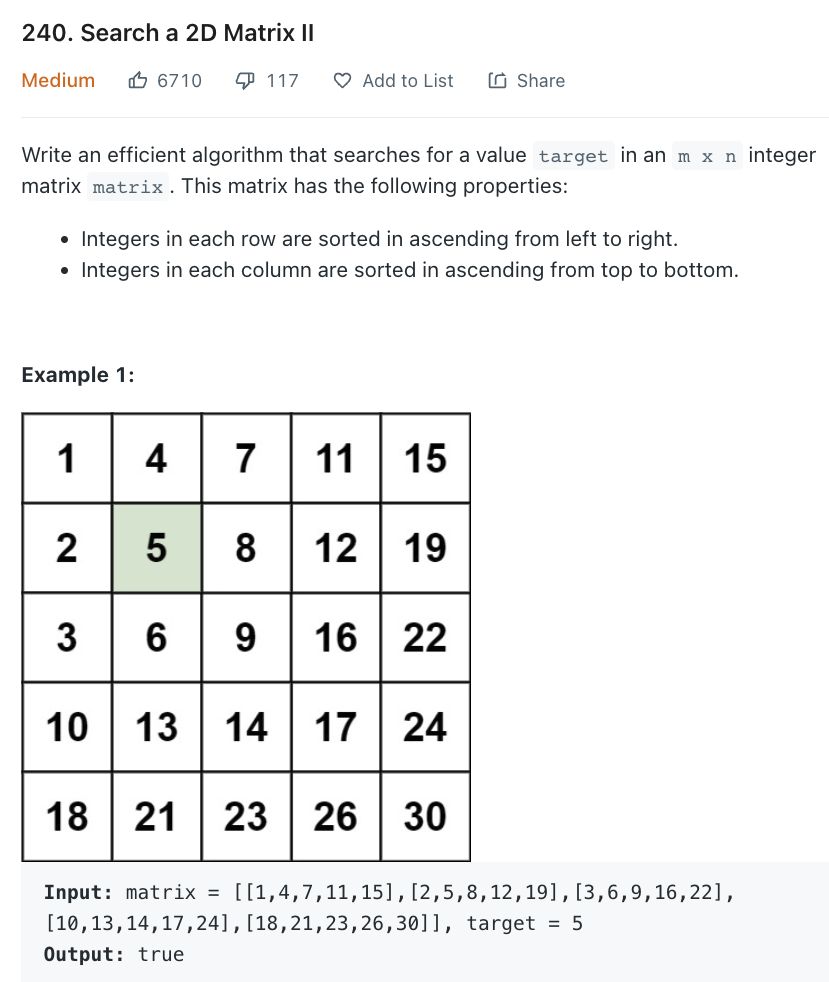 240. Search a 2D Matrix II
Medium 6710 117 Add to List Share
Write an efficient algorithm that searches for a value target in an m x n integer
matrix matrix. This matrix has the following properties:
• Integers in each row are sorted in ascending from left to right.
• Integers in each column are sorted in ascending from top to bottom.
Example 1:
1 4 7 11 15
2 5 8 12 19
3 6 9 16 22
10 13 14 17 24
18 21 23 26 30
Input: matrix = [[1,4,7,11,15],[2,5,8,12,19],[3,6,9,16,22],
[10,13,14,17,24],[18,21,23,26,30]], target = 5
Output: true